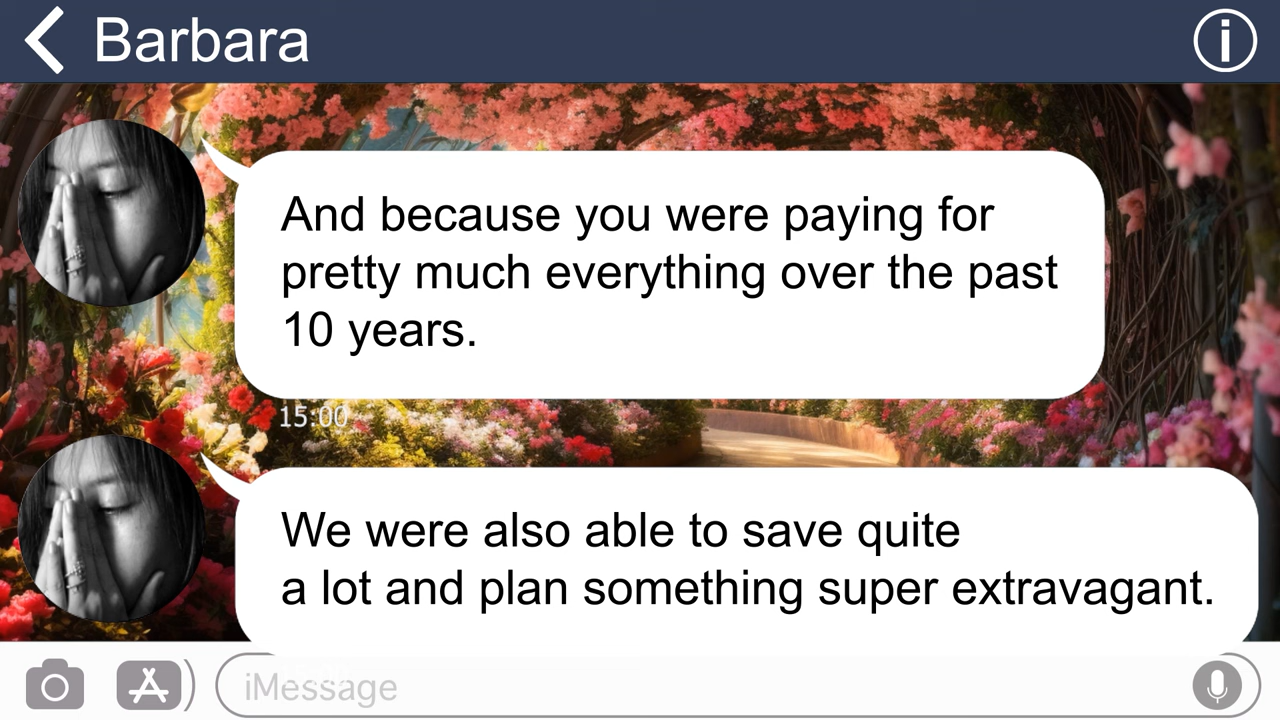 Barbara
And because you were paying for
pretty much everything over the past
10 years.
15:00
We were also able to save quite
a lot and plan something super extravagant.
iMessage